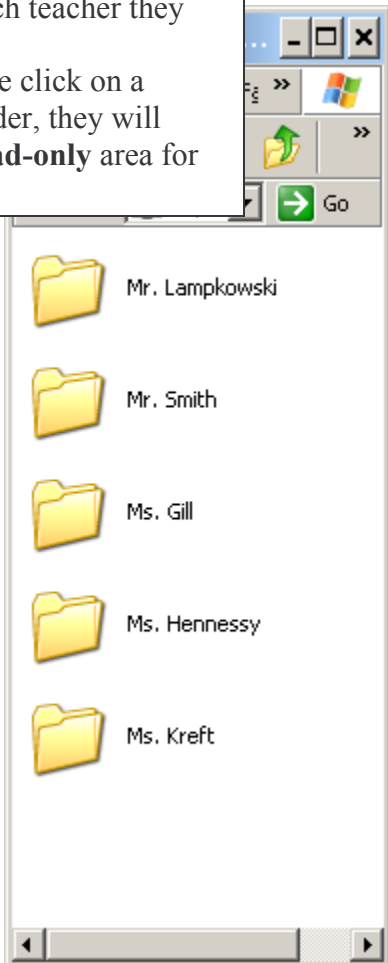 ch teacher they
e click on a
der, they will
ad-only area for
...
»
»
Go
Mr. Lampkowski
Mr. Smith
Ms. Gill
Ms. Hennessy
Ms. Kreft